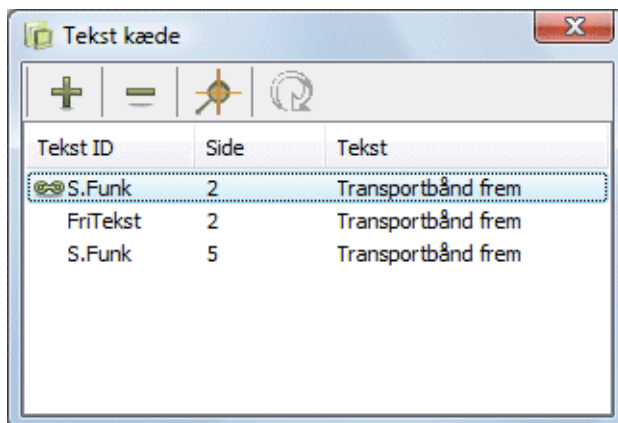 Tekst kæde
Tekst ID Side Tekst
S.Funk 2 Transportbånd frem
FriTekst 2 Transportbånd frem
S.Funk 5 Transportbånd frem